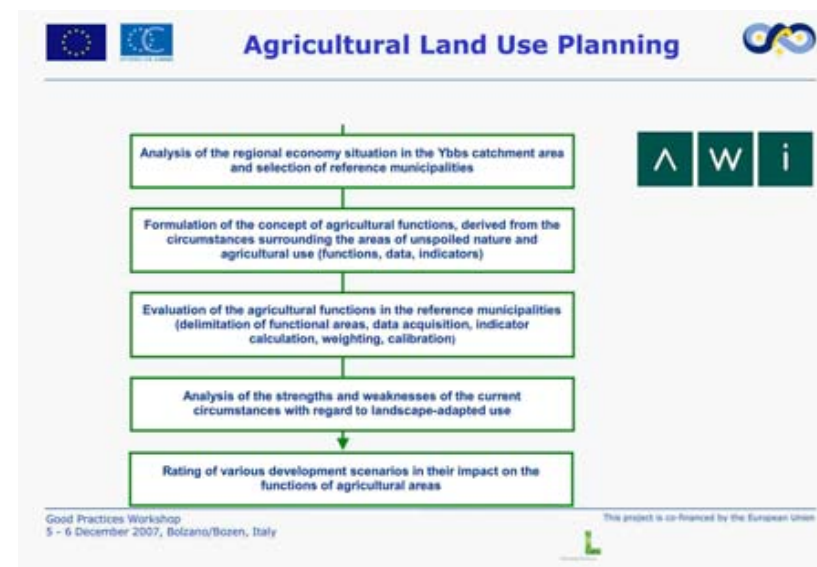 Agricultural Land Use Planning
Analysis of the regional economy situation in the Ybbs catchment area
and selection of reference municipalities
ʌ w i
Formulation of the concept of agricultural functions, derived from the
circumstances surrounding the areas of unspoiled nature and
agricultural use (functions, data, indicators)
Evaluation of the agricultural functions in the reference municipalities
(delimitation of functional areas, data acquisition, indicator
calculation, weighting, calibration)
Analysis of the strengths and weaknesses of the current
circumstances with regard to landscape-adapted use
Rating of various development scenarios in their impact on the
functions of agricultural areas
Good Practices Workshop
5 - 6 December 2007, Bolzano/Bozen, Italy
This project is co-financed by the European Union
L